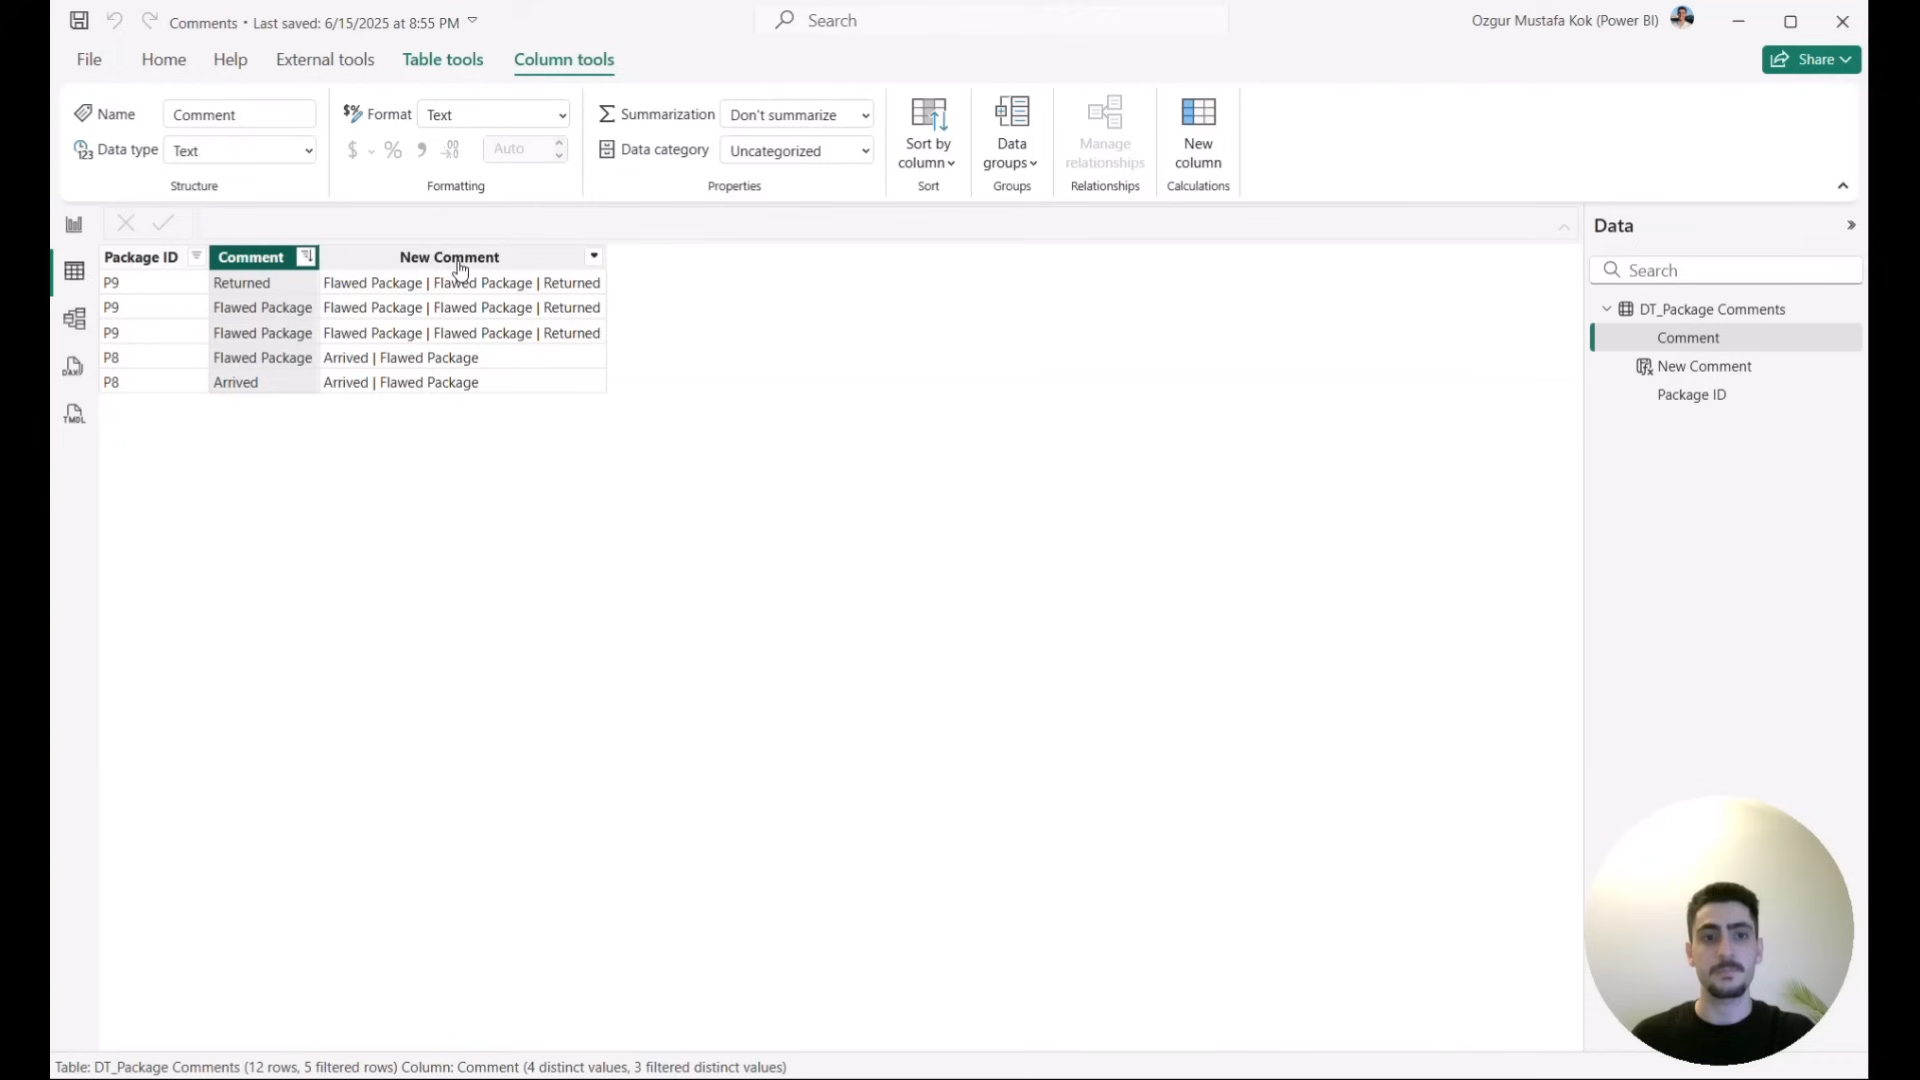 Comments • Last saved: 6/15/2025 at 8:55 PM
Search
Ozgur Mustafa Kok (Power BI)
File
Home
Help
External tools
Table tools
Column tools
Share
Name
Comment
Data type
Text
Structure
Format
Text
Auto
Formatting
Summarization
Don't summarize
Data category
Uncategorized
Properties
Sort by
column
Sort
Data
groups
Groups
Manage
relationships
Relationships
New
column
Calculations
Package ID Comment New Comment
P9 Returned Flawed Package | Flawed Package | Returned
P9 Flawed Package Flawed Package | Flawed Package | Returned
P9 Flawed Package Flawed Package | Flawed Package | Returned
P8 Flawed Package Arrived | Flawed Package
P8 Arrived Arrived | Flawed Package
DAX
TMDL
Data
Search
DT_Package Comments
Comment
New Comment
Package ID
Table: DT_Package Comments (12 rows, 5 filtered rows) Column: Comment (4 distinct values, 3 filtered distinct values)